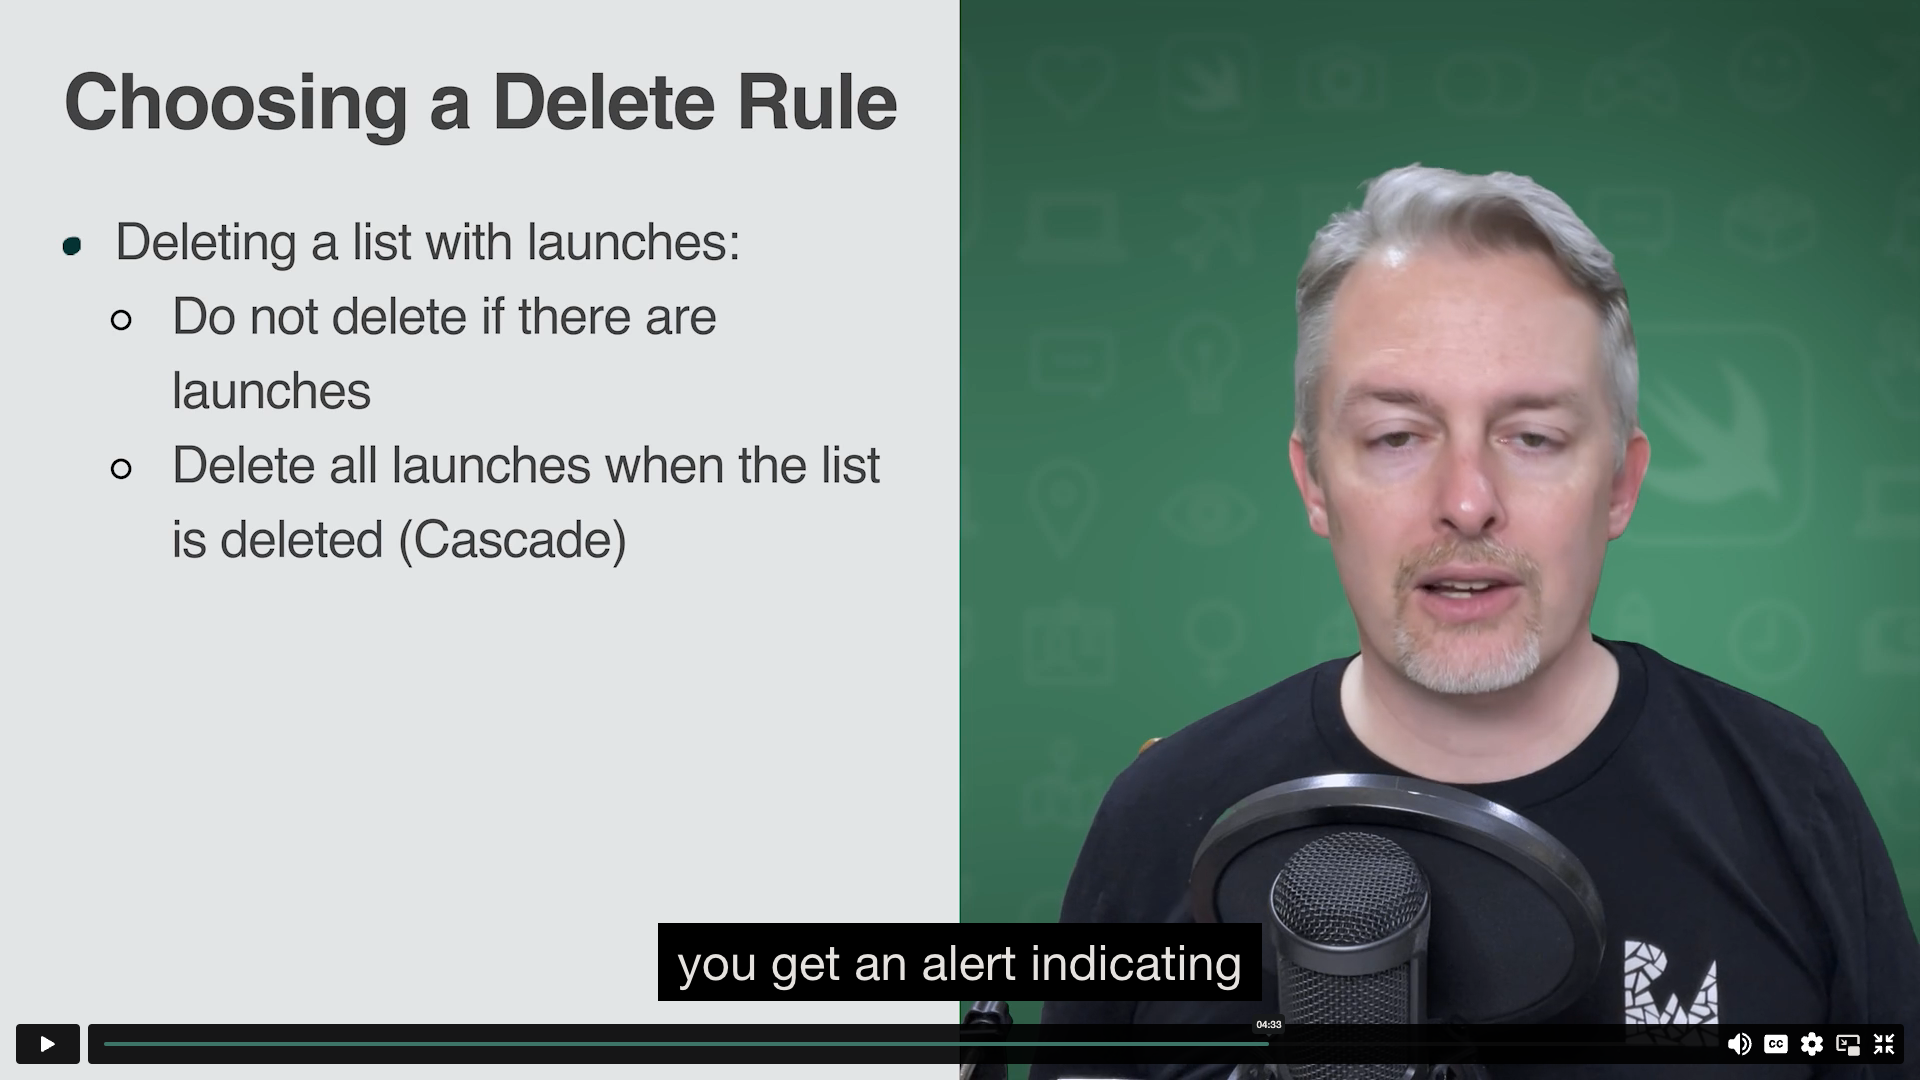 Choosing a Delete Rule
Deleting a list with launches:
Do not delete if there are
launches
Delete all launches when the list
is deleted (Cascade)
you get an alert indicating
04:33
CC